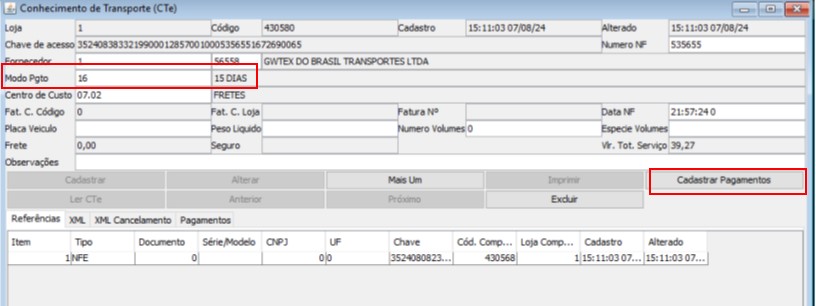 Conhecimento de Transporte (CTe)
Loja 1 Código 430580 Cadastro 15:11:03 07/08/24 Alterado 15:11:03 07/08/24
Chave de acesso 35240838332199000128570010005356551672690065 Numero NF 535655
Fornecedor 1 56558 GWTEX DO BRASIL TRANSPORTES LTDA
Modo Pgto 16 15 DIAS
Centro de Custo 07.02 FRETES
Fat. C. Código 0 Fat. C. Loja Fatura Nº Data NF 21:57:24 0
Placa Veiculo Peso Liquido Numero Volumes 0 Especie Volumes
Frete 0,00 Seguro Vlr. Tot. Serviço 39,27
Observações
Cadastrar Alterar Mais Um Imprimir Cadastrar Pagamentos
Ler CTe Anterior Próximo Excluir
Referências XML XML Cancelamento Pagamentos
Item Tipo Documento Série/Modelo CNPJ UF Chave Cód. Comp... Loja Comp... Cadastro Alterado
1 NFE 0 0 0 3524080823... 430568 1 15:11:03 07... 15:11:03 07...